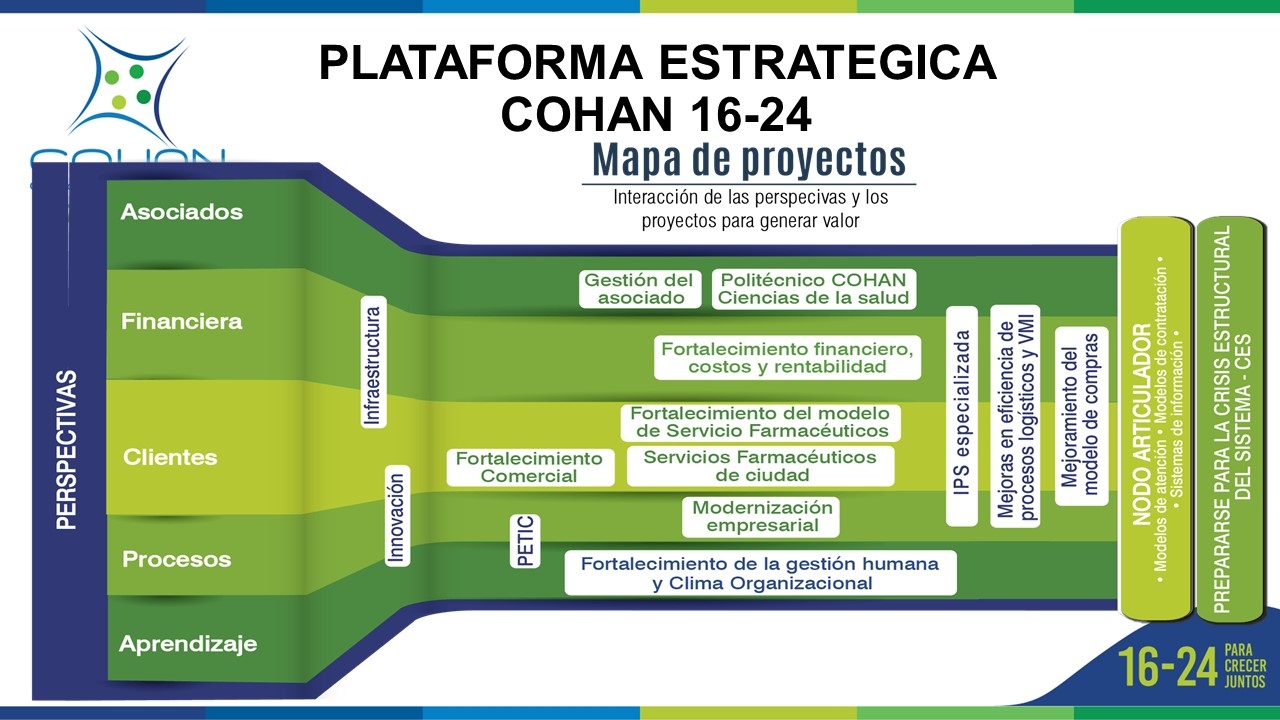 PLATAFORMA ESTRATEGICA
COHAN 16-24
COHAN
Mapa de proyectos
Interacción de las perspecivas y los
proyectos para generar valor
PERSPECTIVAS
Asociados
Financiera
Clientes
Procesos
Aprendizaje
Infraestructura
Innovación
Gestión del
asociado
Politécnico COHAN
Ciencias de la salud
Fortalecimiento financiero,
costos y rentabilidad
Fortalecimiento del modelo
de Servicio Farmacéuticos
Fortalecimiento
Comercial
Servicios Farmacéuticos
de ciudad
PETIC
Modernización
empresarial
Fortalecimiento de la gestión humana
y Clima Organizacional
IPS especializada
Mejoras en eficiencia de
procesos logísticos y VMI
Mejoramiento del
modelo de compras
NODO ARTICULADOR
• Modelos de atención • Modelos de contratación •
• Sistemas de información •
PREPARARSE PARA LA CRISIS ESTRUCTURAL
DEL SISTEMA - CES
16-24
PARA
CRECER
JUNTOS